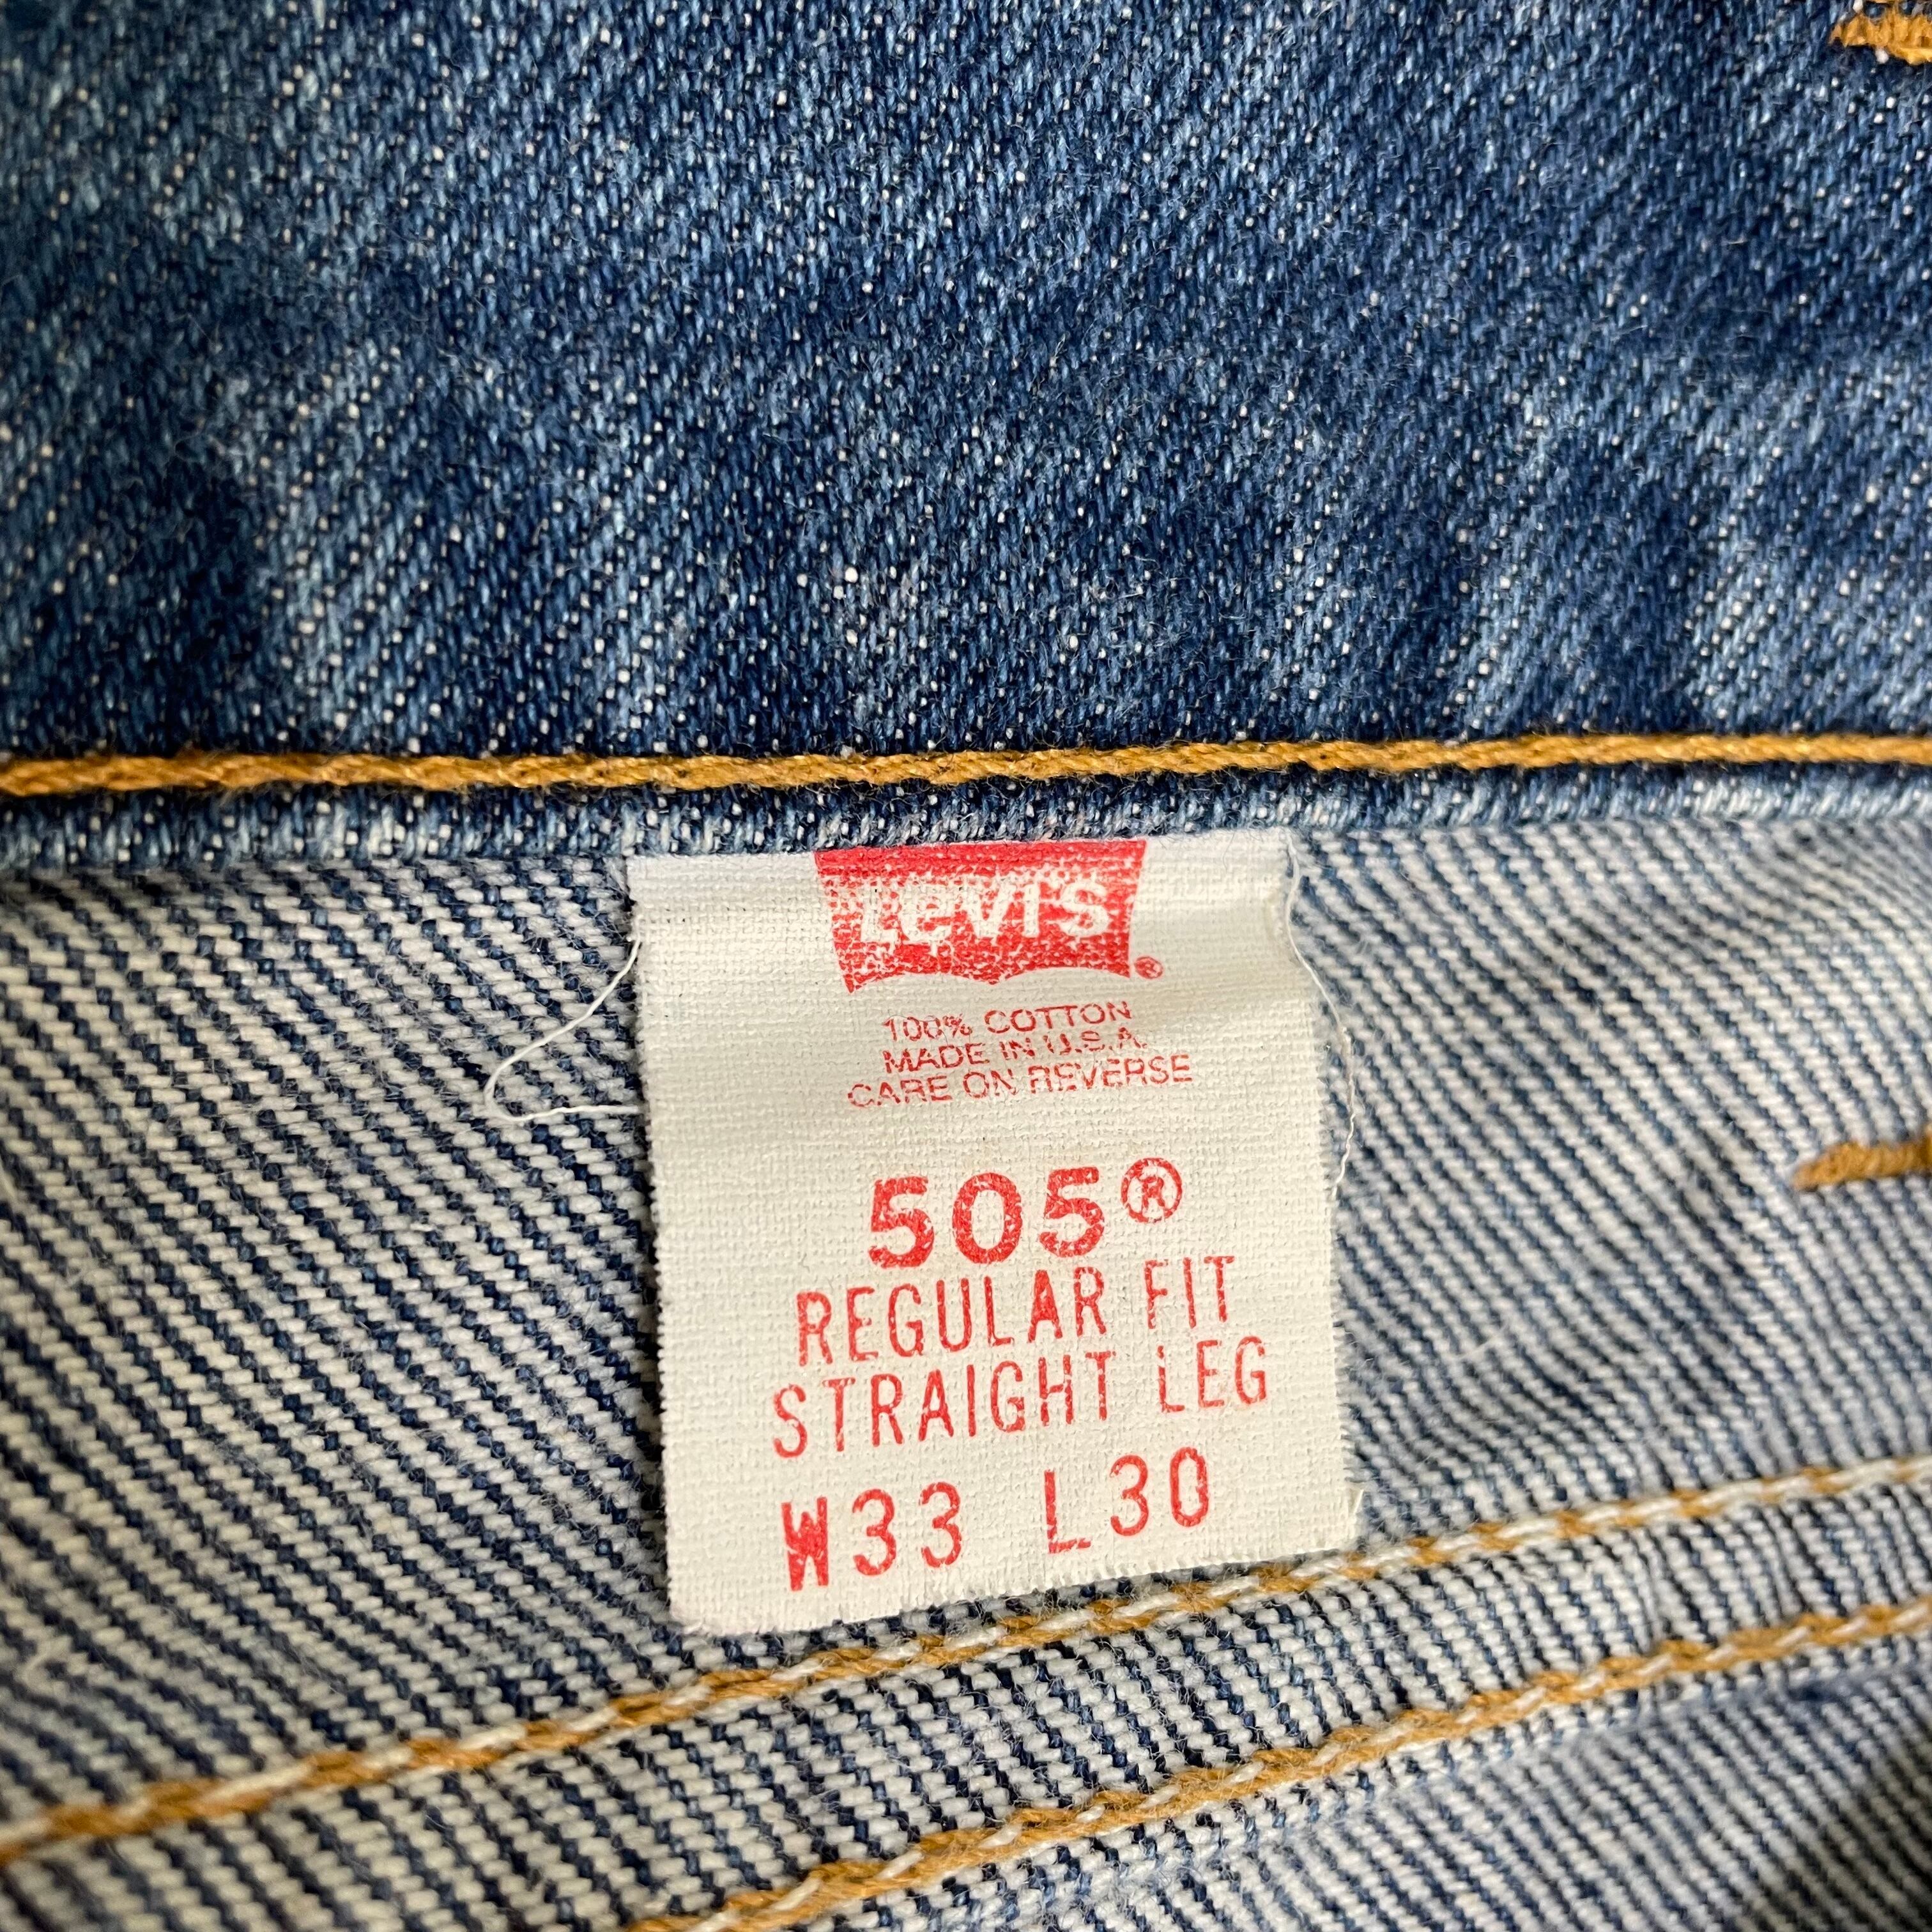 Levi's®
100% COTTON
MADE IN U.S.A.
CARE ON REVERSE
505®
REGULAR FIT
STRAIGHT LEG
W33 L30